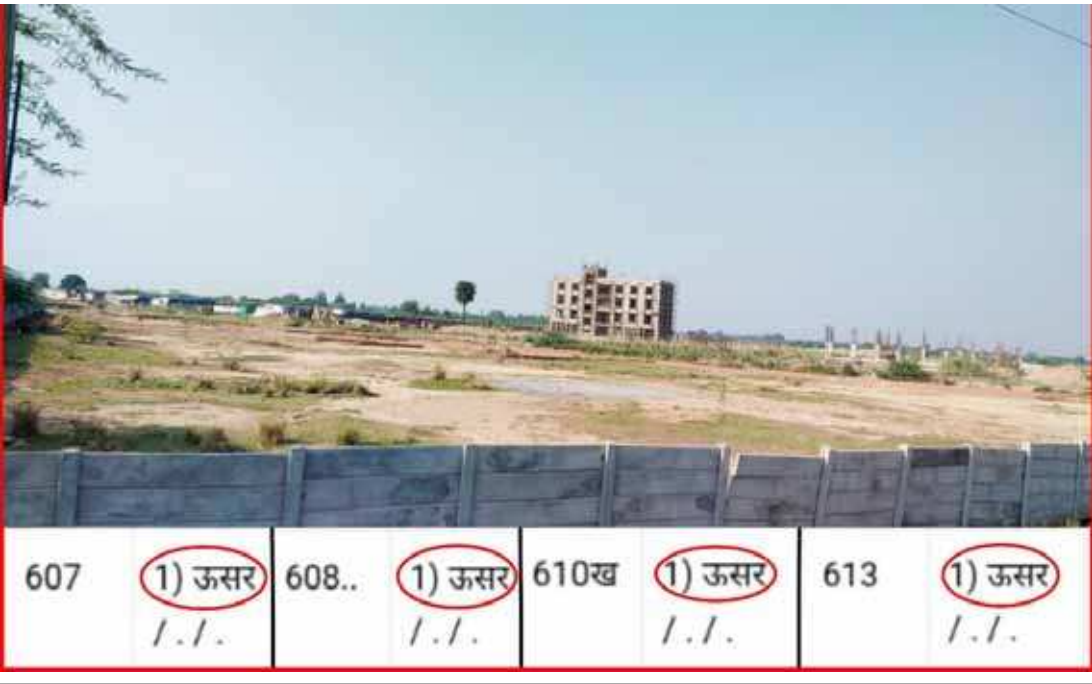 607 1) ऊसर 608.. 1) ऊसर 610ख 1) ऊसर 613 1) ऊसर
/ . / . / . / . / . / . / . / .